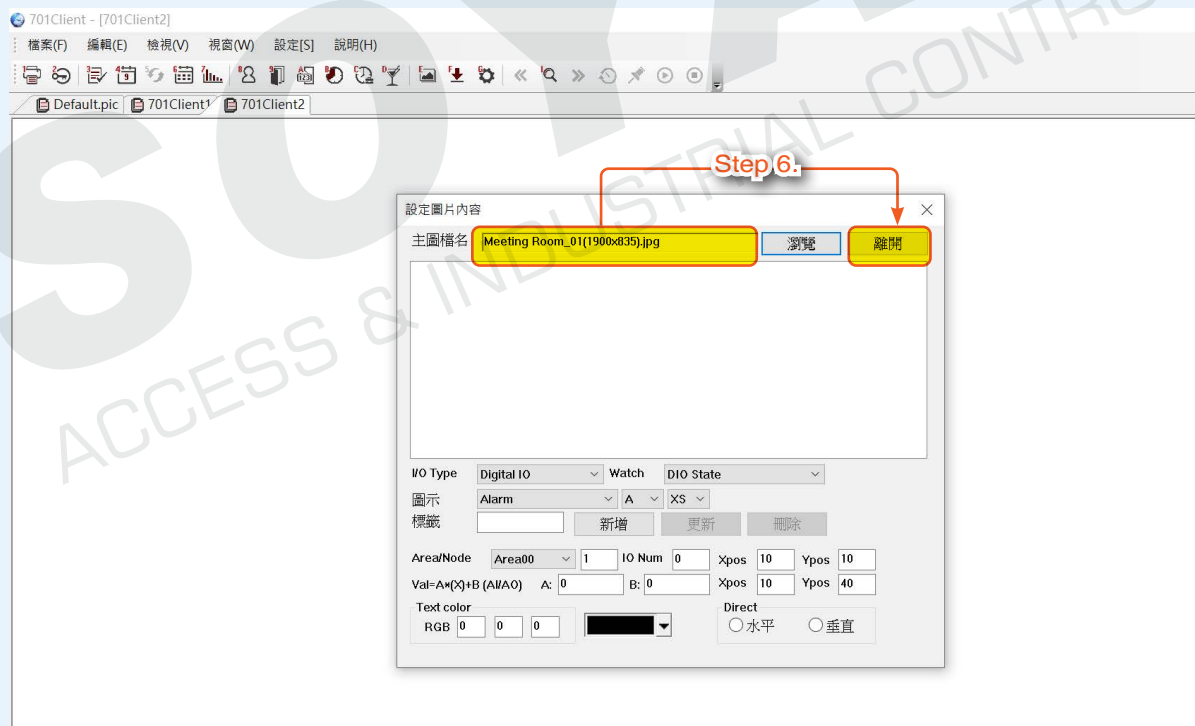 701Client - [701Client2]
檔案(F) 編輯(E) 檢視(V) 視窗(W) 設定[S] 說明(H)
Default.pic 701Client1 701Client2
Step 6.
設定圖片內容
主圖檔名 Meeting Room_01(1900x835).jpg 瀏覽 離開
I/O Type Digital IO Watch DIO State
圖示 Alarm A XS
標籤 新增 更新 刪除
Area/Node Area00 1 IO Num 0 Xpos 10 Ypos 10
Val=A*(X)+B (AI/AO) A: 0 B: 0 Xpos 10 Ypos 40
Text color Direct
RGB 0 0 0 水平 垂直
SOYA
ACCESS & INDUSTRIAL CONTRO